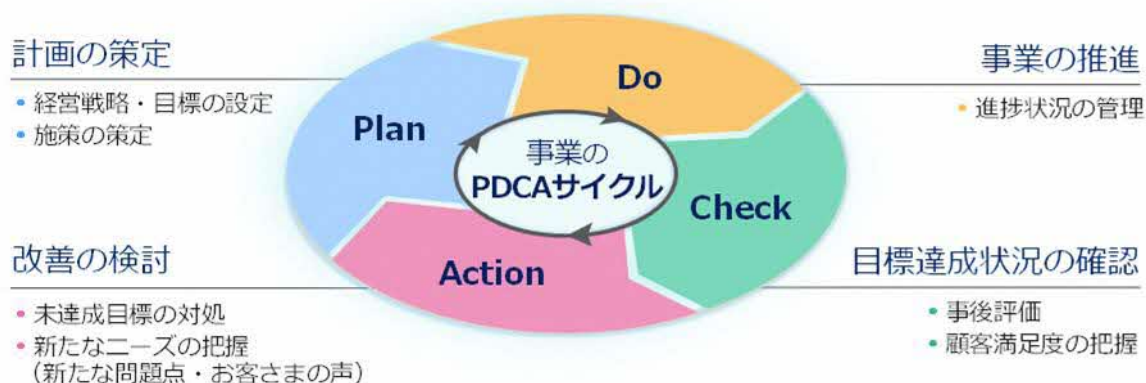 計画の策定
• 経営戦略・目標の設定
• 施策の策定
Plan
Do
事業の推進
• 進捗状況の管理
事業の
PDCAサイクル
Check
Action
改善の検討
• 未達成目標の対処
• 新たなニーズの把握
（新たな問題点・お客さまの声）
目標達成状況の確認
• 事後評価
• 顧客満足度の把握